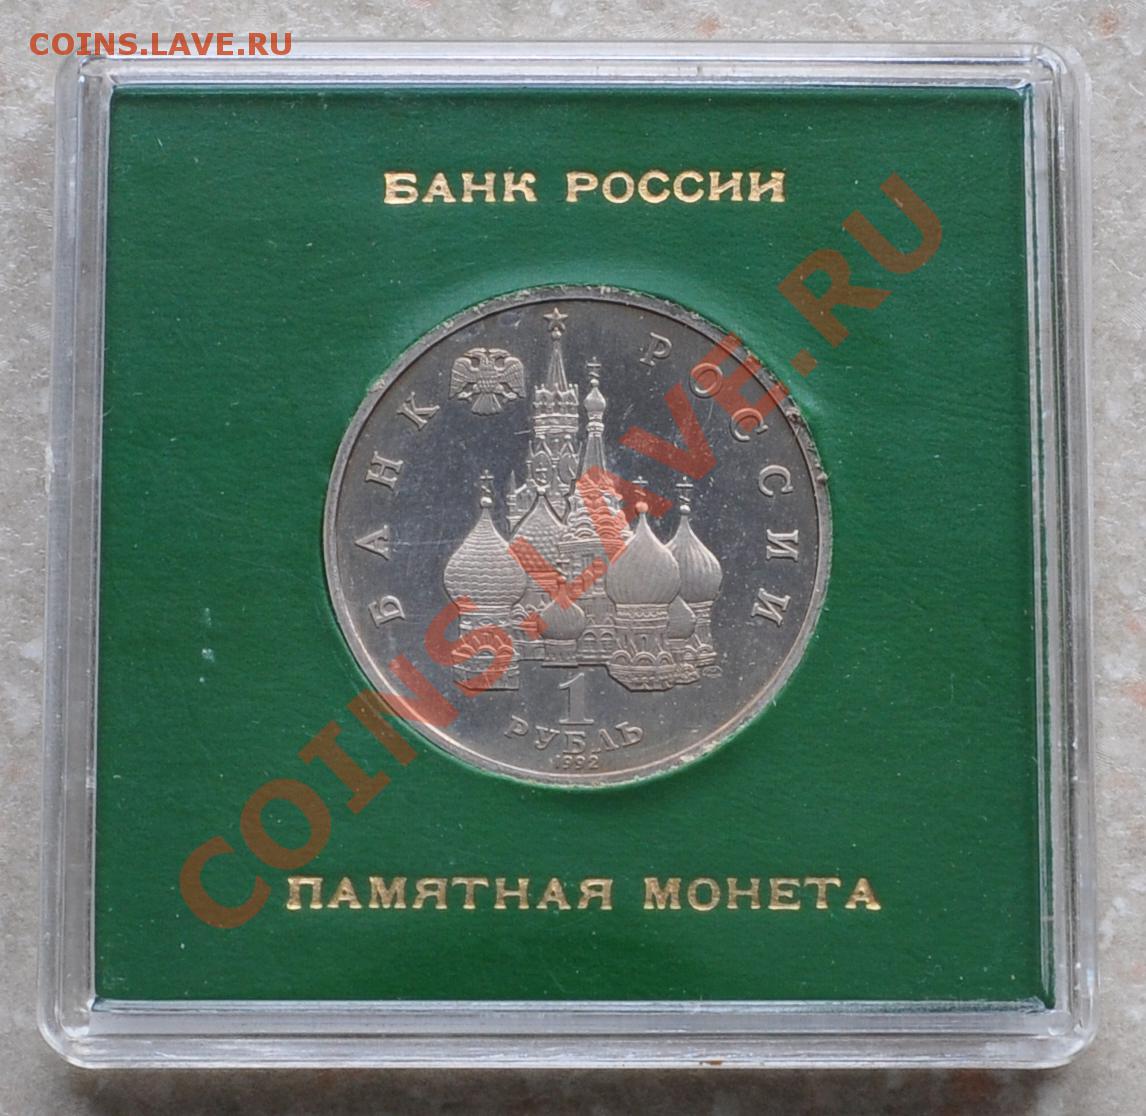 COINS.LAVE.RU
БАНК РОССИИ
БАНК РОССИИ
1
РУБЛЬ
1992
ПАМЯТНАЯ МОНЕТА
COINS.LAVE.RU